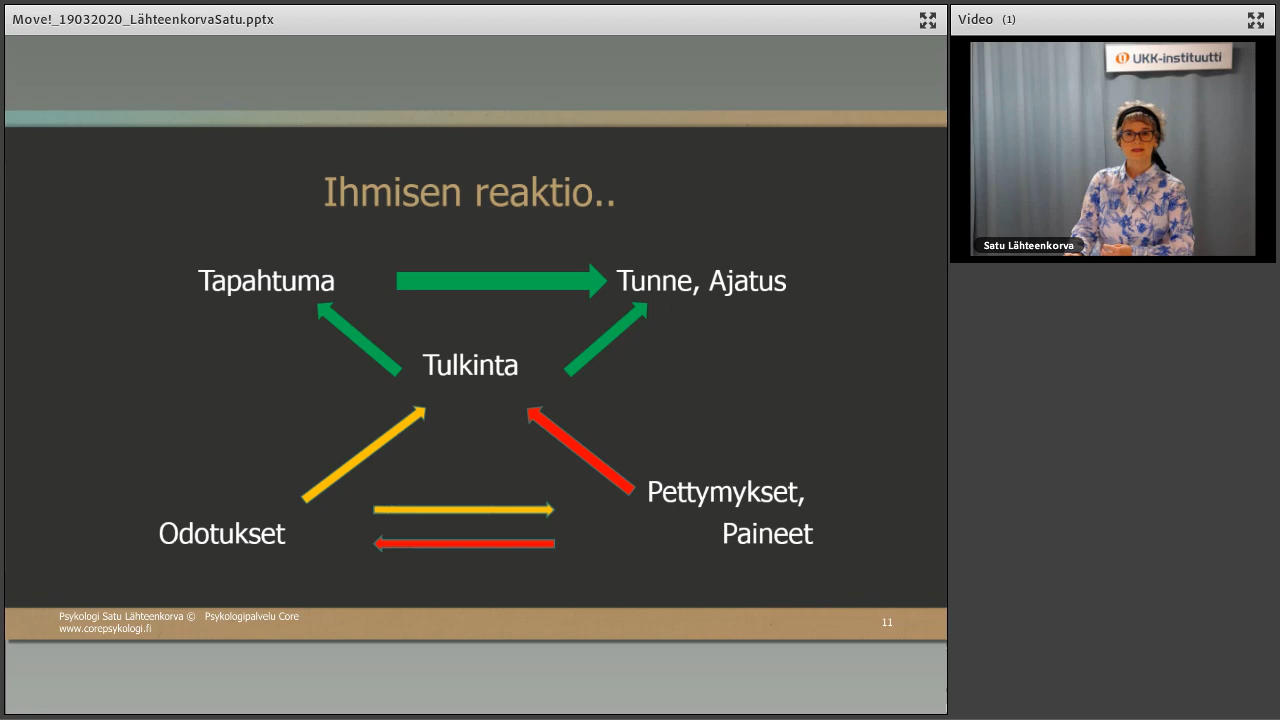 Move!_19032020_LähteenkorvaSatu.pptx
Video (1)
UKK-instituutti
Satu Lähteenkorva
Ihmisen reaktio..
Tapahtuma
Tunne, Ajatus
Tulkinta
Pettymykset,
Odotukset
Paineet
Psykologi Satu Lähteenkorva © Psykologipalvelu Core
www.corepsykologi.fi
11